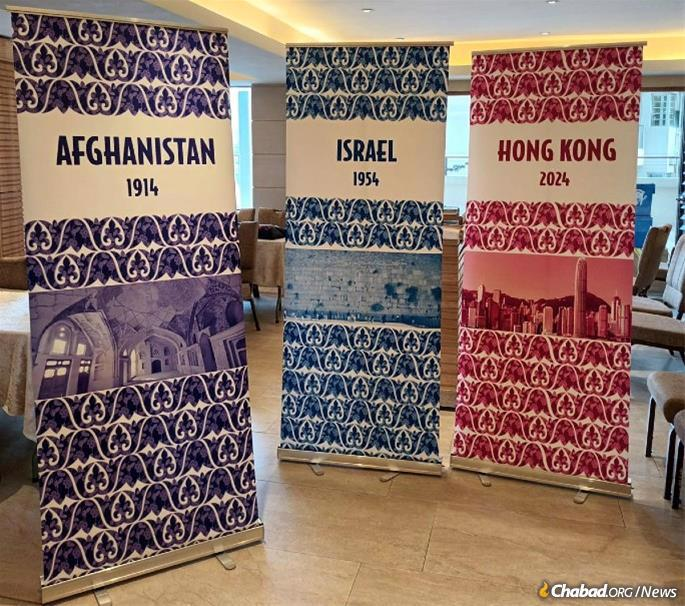 AFGHANISTAN
1914
ISRAEL
1954
HONG KONG
2024
Chabad.ORG/News